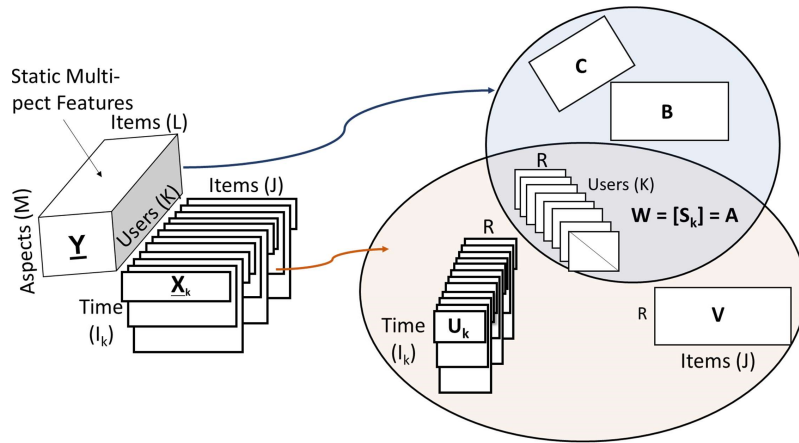 Static Multi-
pect Features
Items (L)
Aspects (M)
Y
Users (K)
Items (J)
X_k
Time
(I_k)
C
B
R
Users (K)
W = [S_k] = A
R
Time
(I_k)
U_k
R
V
Items (J)